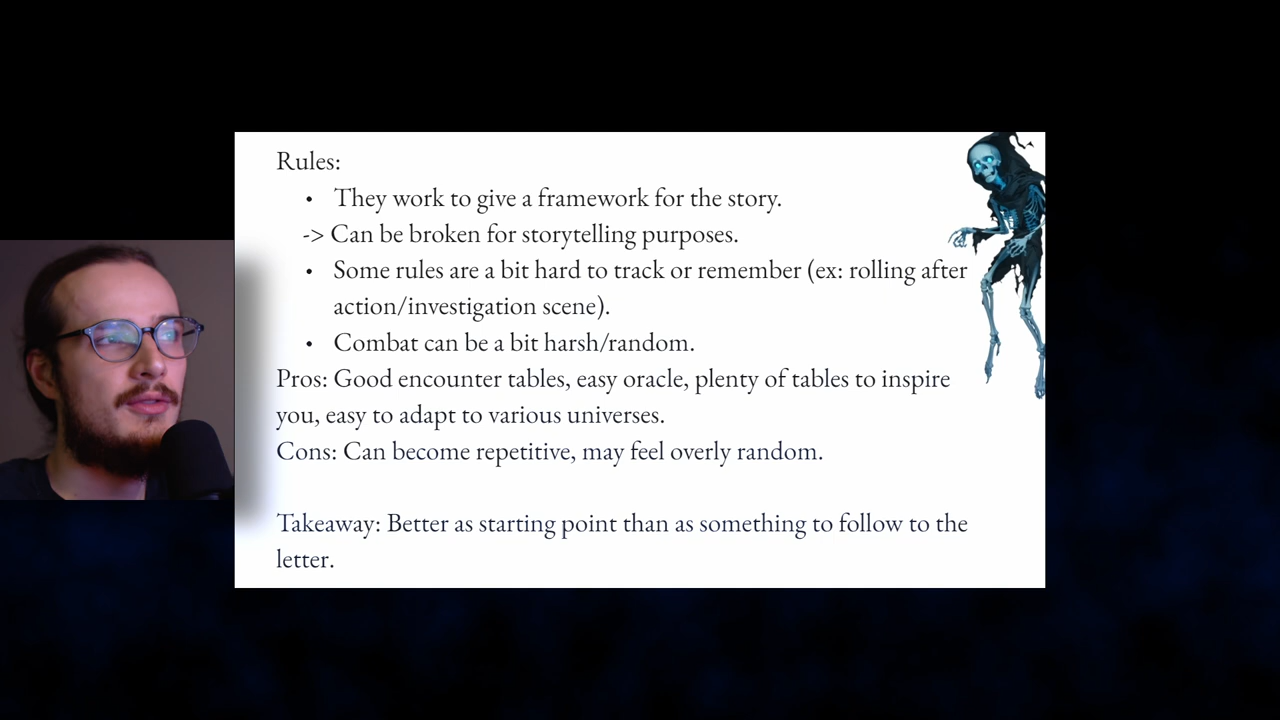 Rules:
• They work to give a framework for the story.
-> Can be broken for storytelling purposes.
• Some rules are a bit hard to track or remember (ex: rolling after
action/investigation scene).
• Combat can be a bit harsh/random.
Pros: Good encounter tables, easy oracle, plenty of tables to inspire
you, easy to adapt to various universes.
Cons: Can become repetitive, may feel overly random.
Takeaway: Better as starting point than as something to follow to the
letter.